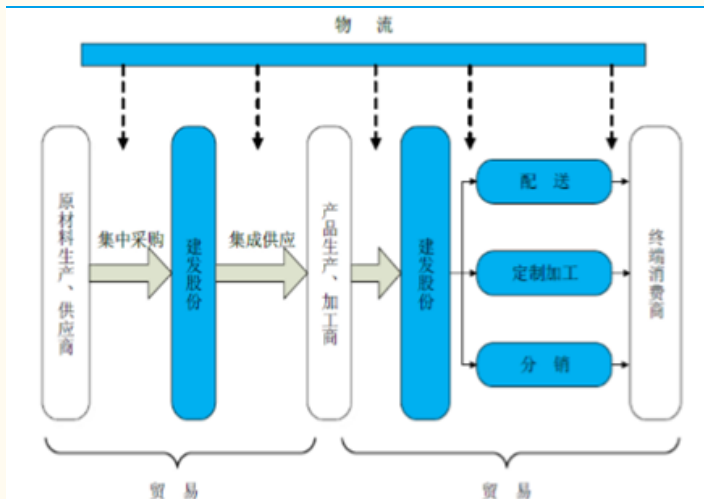 物 流
原材料生产、供应商
集中采购
建发股份
集成供应
产品生产、加工商
建发股份
配 送
定制加工
分 销
终端消费商
贸 易
贸 易